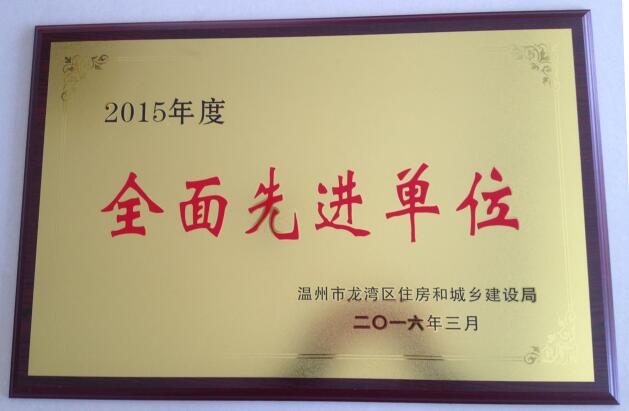 2015年度
全面先进单位
温州市龙湾区住房和城乡建设局
二〇一六年三月